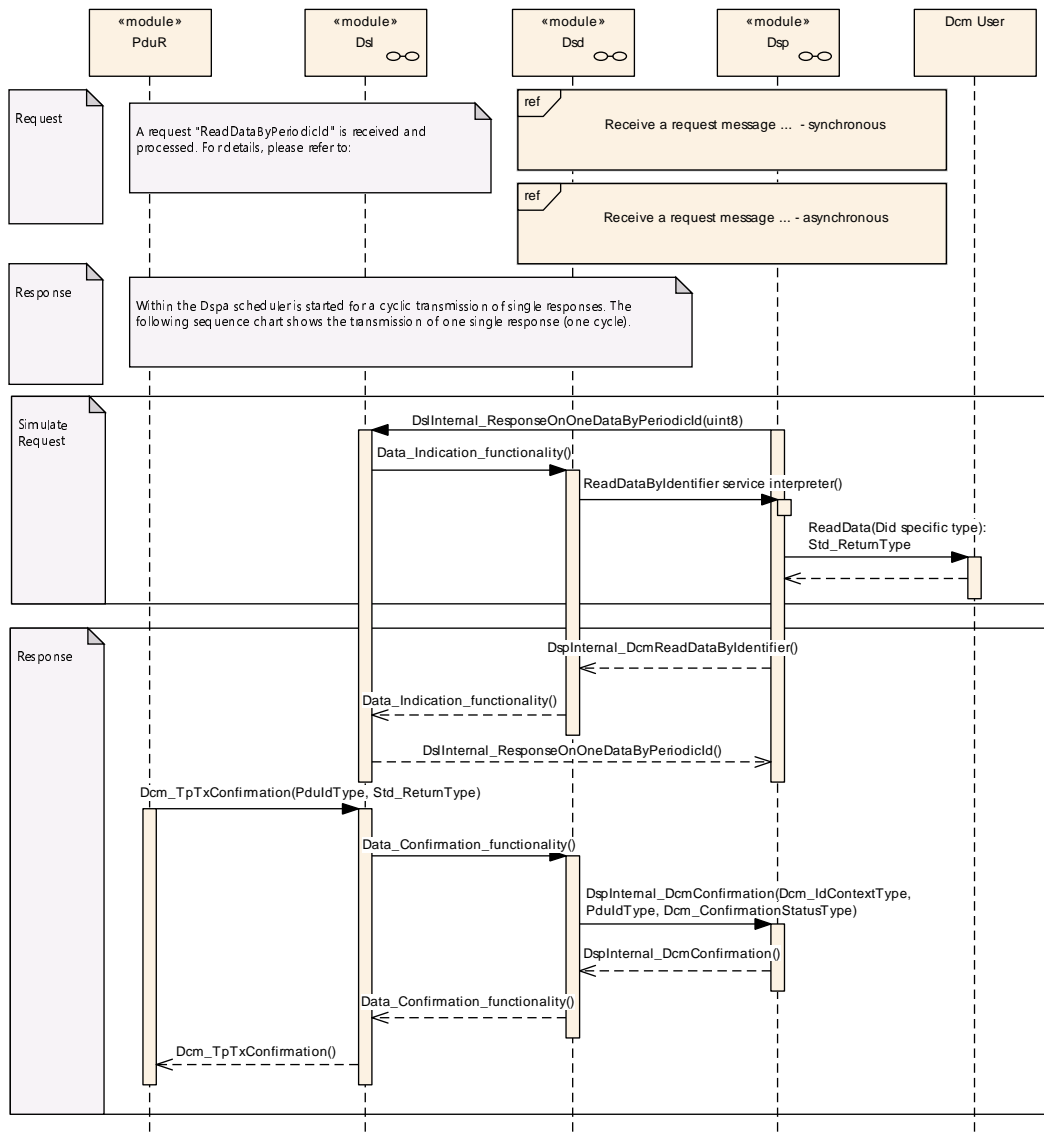 «module»
PduR
«module»
Dsl
«module»
Dsd
«module»
Dsp
Dcm User
Request
A request "ReadDataByPeriodicId" is received and
processed. For details, please refer to:
ref
Receive a request message ... - synchronous
ref
Receive a request message ... - asynchronous
Response
Within the Dspa scheduler is started for a cyclic transmission of single responses. The
following sequence chart shows the transmission of one single response (one cycle).
Simulate
Request
DslInternal_ResponseOnOneDataByPeriodicId(uint8)
Data_Indication_functionality()
ReadDataByIdentifier service interpreter()
ReadData(Did specific type):
Std_ReturnType
Response
DspInternal_DcmReadDataByIdentifier()
Data_Indication_functionality()
DslInternal_ResponseOnOneDataByPeriodicId()
Dcm_TpTxConfirmation(PduIdType, Std_ReturnType)
Data_Confirmation_functionality()
DspInternal_DcmConfirmation(Dcm_IdContextType,
PduIdType, Dcm_ConfirmationStatusType)
DspInternal_DcmConfirmation()
Data_Confirmation_functionality()
Dcm_TpTxConfirmation()